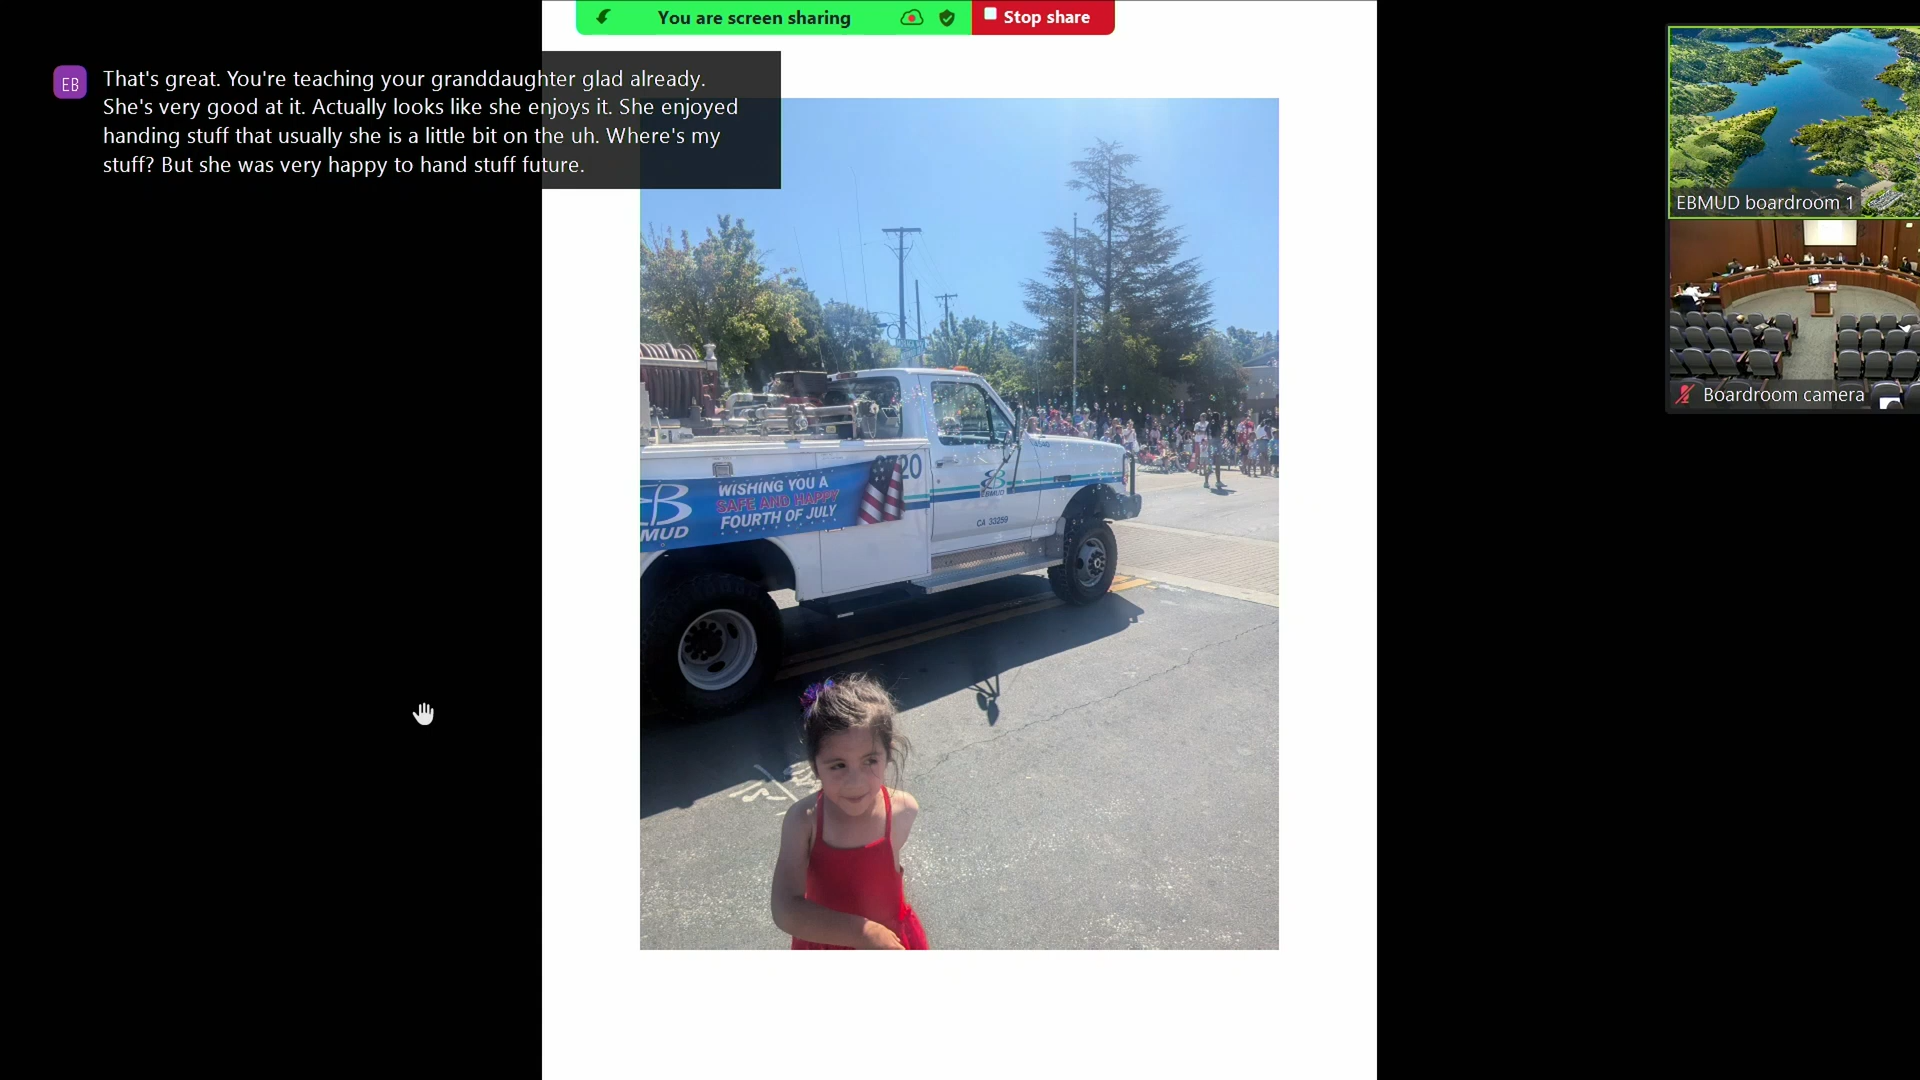 You are screen sharing
Stop share
EB
That's great. You're teaching your granddaughter glad already.
She's very good at it. Actually looks like she enjoys it. She enjoyed
handing stuff that usually she is a little bit on the uh. Where's my
stuff? But she was very happy to hand stuff future.
EBMUD boardroom 1
Boardroom camera
20
WISHING YOU A
SAFE AND HAPPY
FOURTH OF JULY
MUD
EBMUD
CA 33259